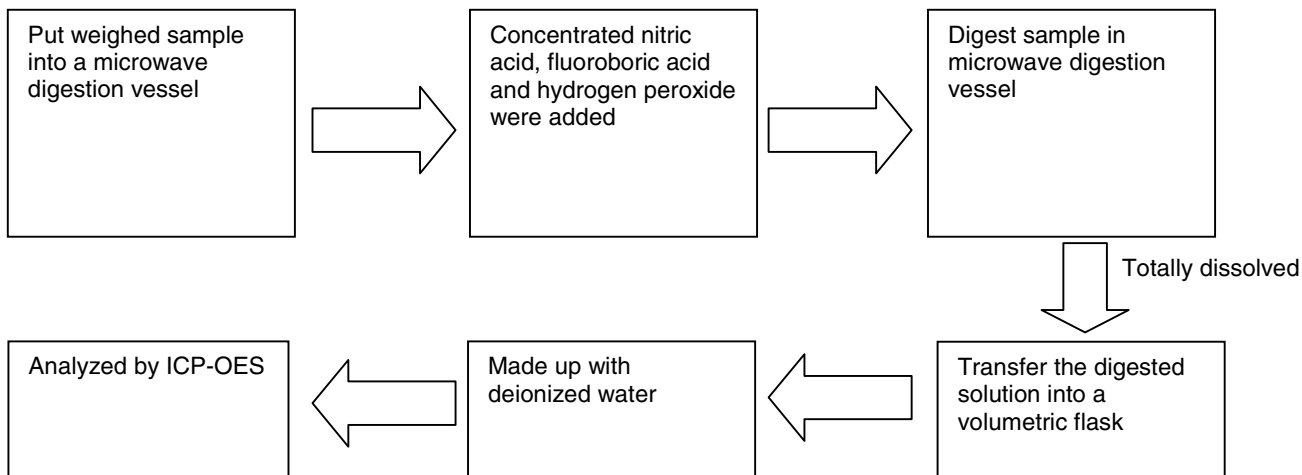 Put weighed sample
into a microwave
digestion vessel
Concentrated nitric
acid, fluoroboric acid
and hydrogen peroxide
were added
Digest sample in
microwave digestion
vessel
Totally dissolved
Transfer the digested
solution into a
volumetric flask
Made up with
deionized water
Analyzed by ICP-OES